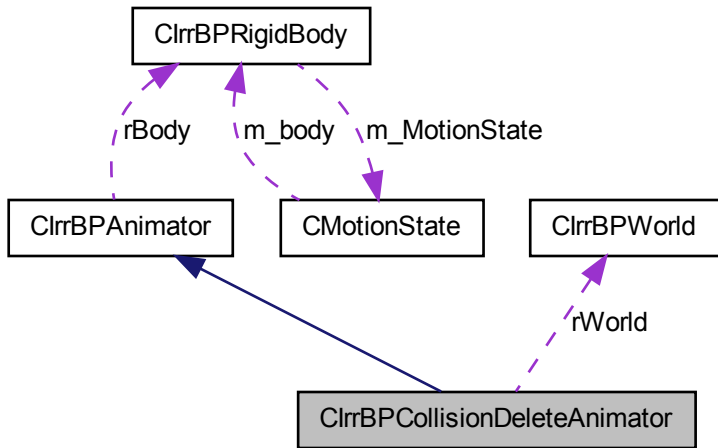 CIrrBPRigidBody
rBody
m_body
m_MotionState
CIrrBPAnimator
CMotionState
CIrrBPWorld
rWorld
CIrrBPCollisionDeleteAnimator